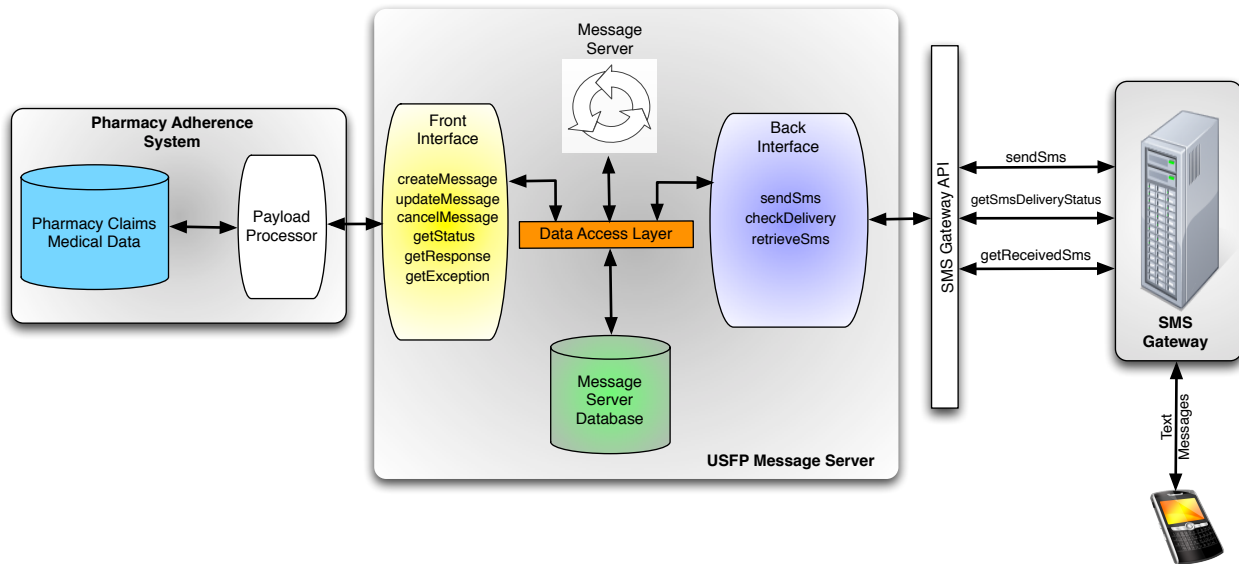 Pharmacy Adherence
System
Pharmacy Claims
Medical Data
Payload
Processor
Message
Server
Front
Interface
createMessage
updateMessage
cancelMessage
getStatus
getResponse
getException
Data Access Layer
Back
Interface
sendSms
checkDelivery
retrieveSms
Message
Server
Database
USFP Message Server
SMS Gateway API
sendSms
getSmsDeliveryStatus
getReceivedSms
SMS
Gateway
Text
Messages